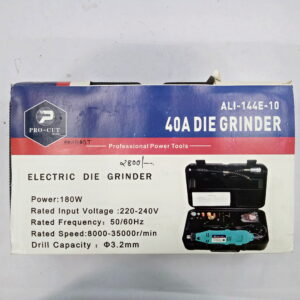 PRO-CUT
ALI-144E-10
40A DIE GRINDER
Professional Power Tools
2800/-
ELECTRIC DIE GRINDER
Power:180W
Rated Input Voltage :220-240V
Rated Frequency: 50/60Hz
Rated Speed:8000-35000r/min
Drill Capacity : Φ3.2mm